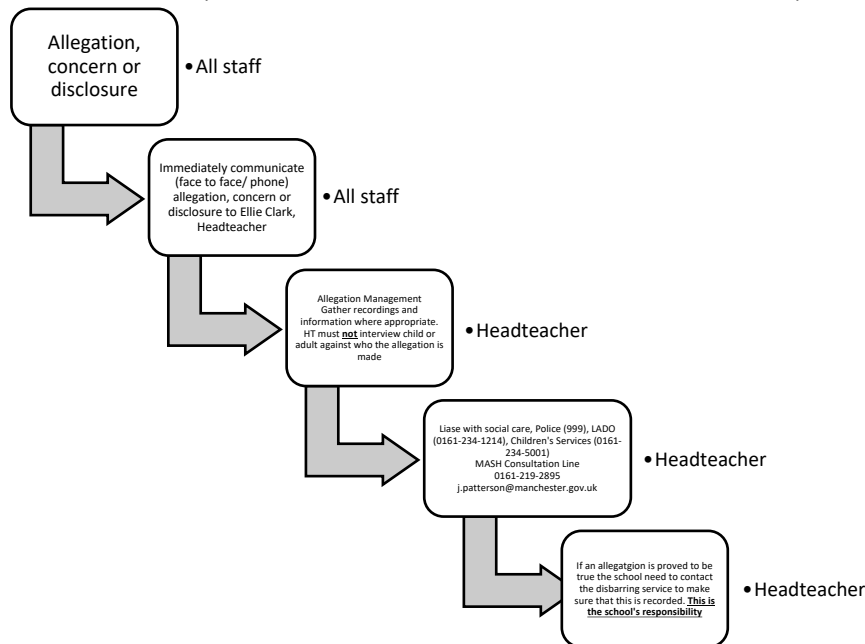 Allegation,
concern or
disclosure
•All staff
Immediately communicate
(face to face/ phone)
allegation, concern or
disclosure to Ellie Clark,
Headteacher
•All staff
Allegation Management
Gather recordings and
information where appropriate.
HT must not interview child or
adult against who the allegation is
made
•Headteacher
Liase with social care, Police (999), LADO
(0161-234-1214), Children's Services (0161-
234-5001)
MASH Consultation Line
0161-219-2895
j.patterson@manchester.gov.uk
•Headteacher
If an allegatgion is proved to be
true the school need to contact
the disbarring service to make
sure that this is recorded. This is
the school's responsibility
•Headteacher